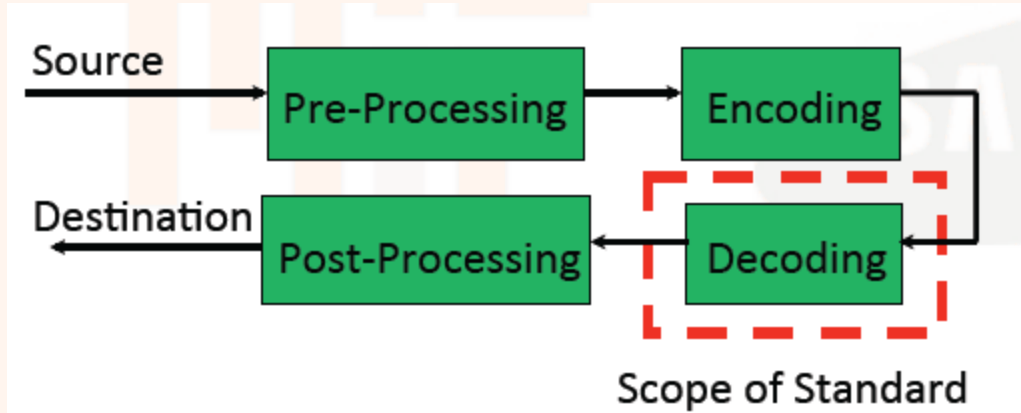 Source
Pre-Processing
Encoding
Destination
Post-Processing
Decoding
Scope of Standard